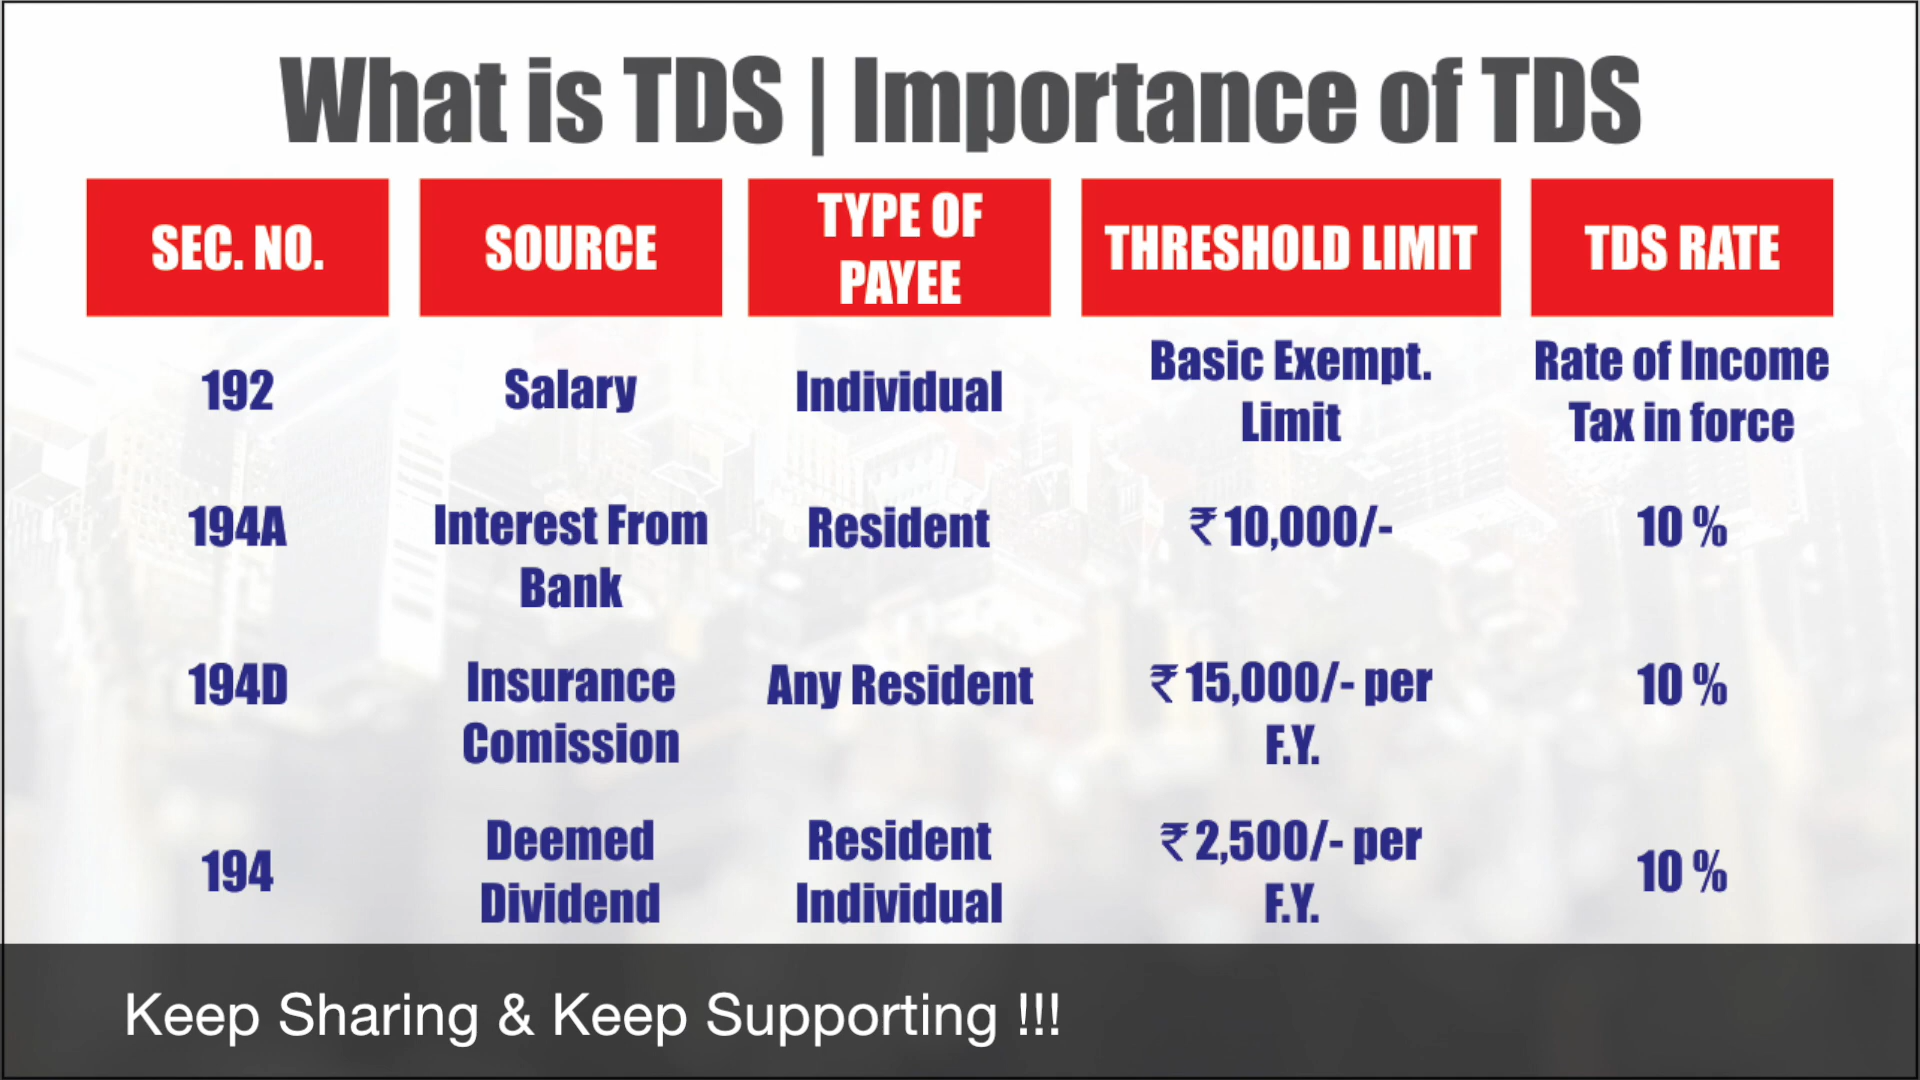 What is TDS | Importance of TDS
SEC. NO.
SOURCE
TYPE OF
PAYEE
THRESHOLD LIMIT
TDS RATE
192
Salary
Individual
Basic Exempt.
Limit
Rate of Income
Tax in force
194A
Interest From
Bank
Resident
₹ 10,000/-
10 %
194D
Insurance
Comission
Any Resident
₹ 15,000/- per
F.Y.
10 %
194
Deemed
Dividend
Resident
Individual
₹ 2,500/- per
F.Y.
10 %
Keep Sharing & Keep Supporting !!!